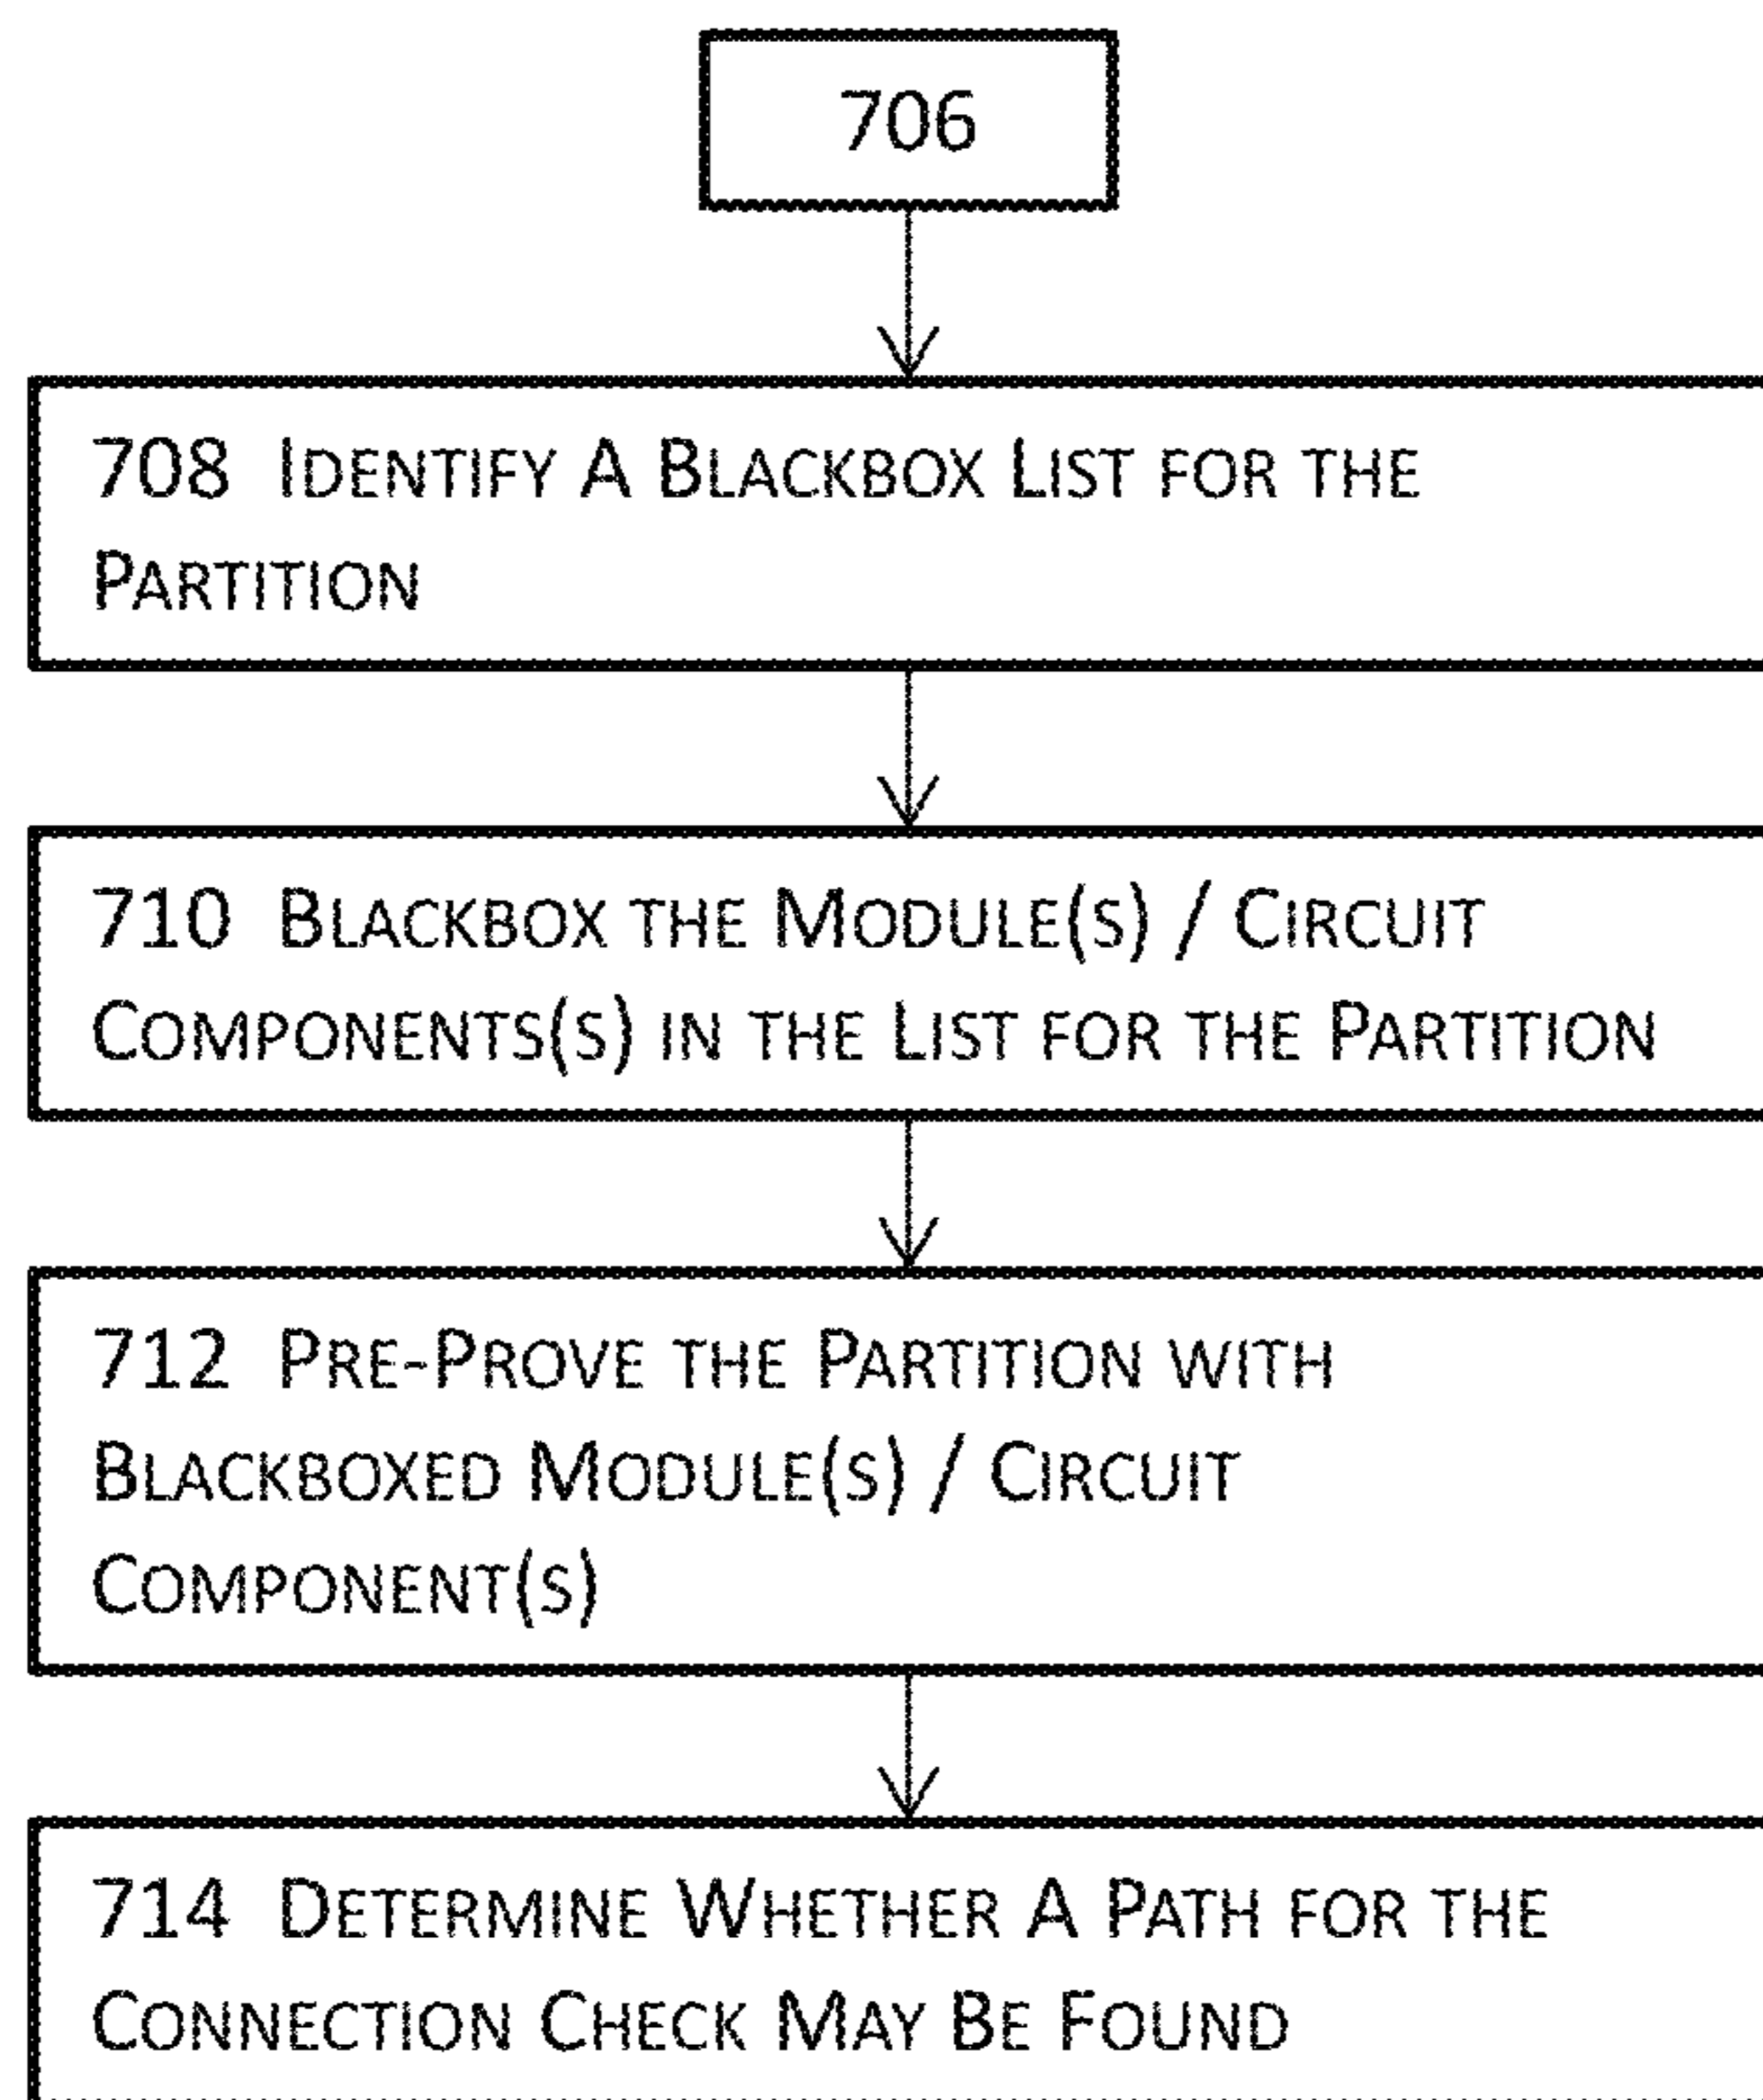 706
708 Identify A Blackbox List for the
Partition
710 Blackbox the Module(s) / Circuit
Components(s) in the List for the Partition
712 Pre-Prove the Partition with
Blackboxed Module(s) / Circuit
Component(s)
714 Determine Whether A Path for the
Connection Check May Be Found